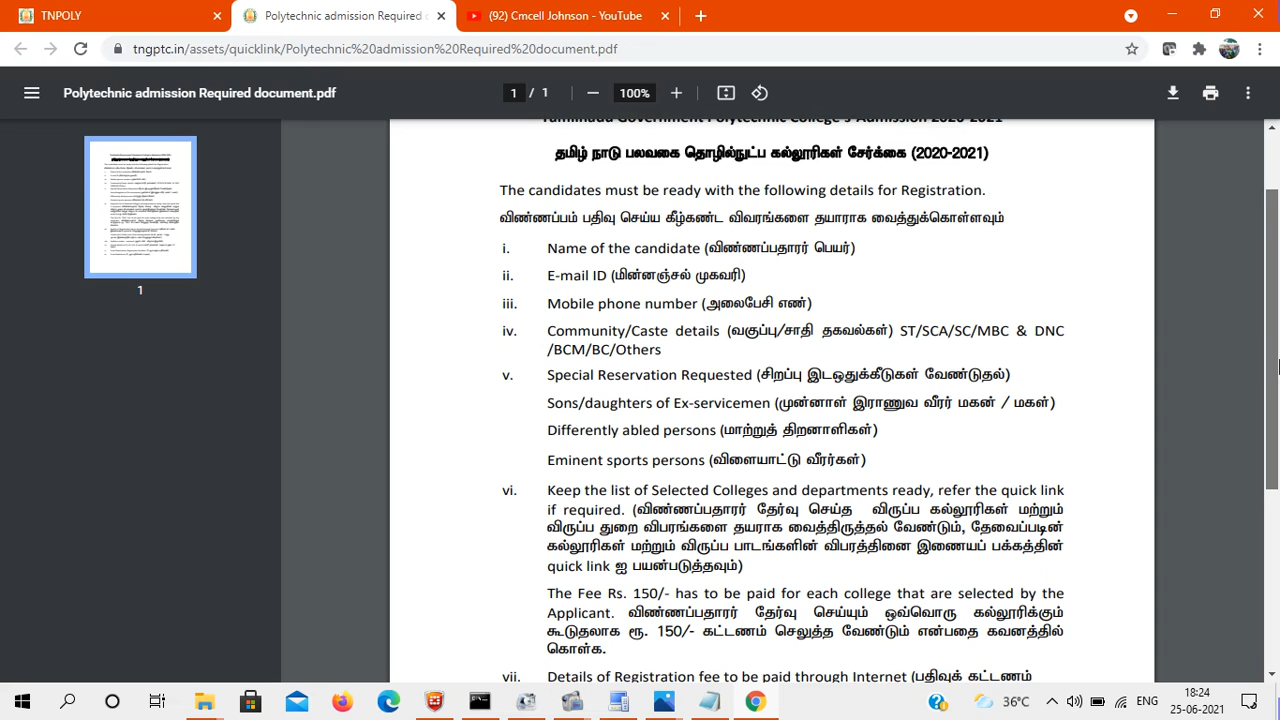 TNPOLY
Polytechnic admission Required
(92) Cmcell Johnson - YouTube
tngptc.in/assets/quicklink/Polytechnic%20admission%20Required%20document.pdf
Polytechnic admission Required document.pdf
1 / 1
100%
1
Tamilnadu Government Polytechnic College's Admission 2020-2021
தமிழ் நாடு பலவகை தொழில்நுட்ப கல்லூரிகள் சேர்க்கை (2020-2021)
The candidates must be ready with the following details for Registration.
விண்ணப்பம் பதிவு செய்ய கீழ்கண்ட விவரங்களை தயாராக வைத்துக்கொள்ளவும்
i. Name of the candidate (விண்ணப்பதாரர் பெயர்)
ii. E-mail ID (மின்னஞ்சல் முகவரி)
iii. Mobile phone number (அலைபேசி எண்)
iv. Community/Caste details (வகுப்பு/சாதி தகவல்கள்) ST/SCA/SC/MBC & DNC
/BCM/BC/Others
v. Special Reservation Requested (சிறப்பு இடஒதுக்கீடுகள் வேண்டுதல்)
Sons/daughters of Ex-servicemen (முன்னாள் இராணுவ வீரர் மகன் / மகள்)
Differently abled persons (மாற்றுத் திறனாளிகள்)
Eminent sports persons (விளையாட்டு வீரர்கள்)
vi. Keep the list of Selected Colleges and departments ready, refer the quick link
if required. (விண்ணப்பதாரர் தேர்வு செய்த விருப்ப கல்லூரிகள் மற்றும்
விருப்ப துறை விபரங்களை தயாராக வைத்திருத்தல் வேண்டும், தேவைப்படின்
கல்லூரிகள் மற்றும் விருப்ப பாடங்களின் விபரத்தினை இணையப் பக்கத்தின்
quick link ஐ பயன்படுத்தவும்)
The Fee Rs. 150/- has to be paid for each college that are selected by the
Applicant. விண்ணப்பதாரர் தேர்வு செய்யும் ஒவ்வொரு கல்லூரிக்கும்
கூடுதலாக ரூ. 150/- கட்டணம் செலுத்த வேண்டும் என்பதை கவனத்தில்
கொள்க.
vii. Details of Registration fee to be paid through Internet (பதிவுக் கட்டணம்
36°C
ENG
18:24
25-06-2021